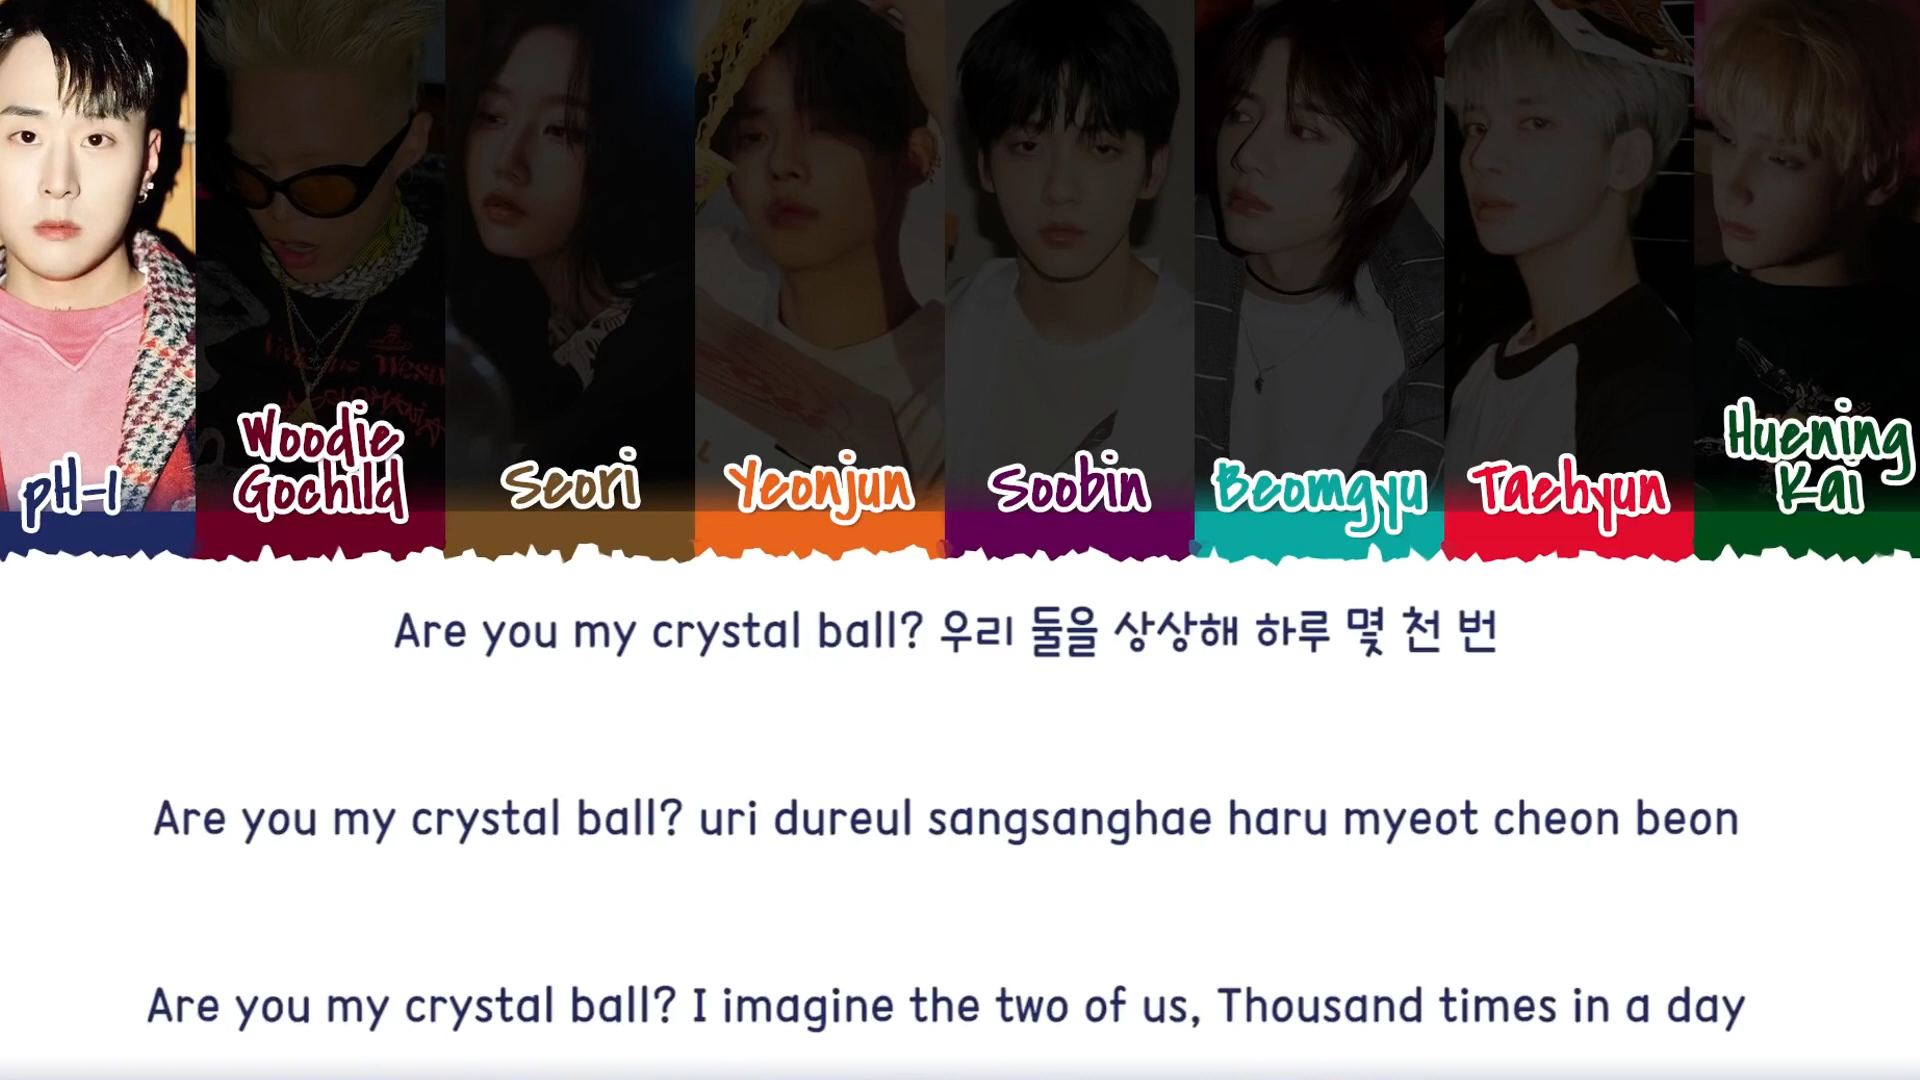 pH-1
Woodie
Gochild
Seori
Yeonjun
Soobin
Beomgyu
Taehyun
Huening
Kai
Are you my crystal ball? 우리 둘을 상상해 하루 몇 천 번
Are you my crystal ball? uri dureul sangsanghae haru myeot cheon beon
Are you my crystal ball? I imagine the two of us, Thousand times in a day